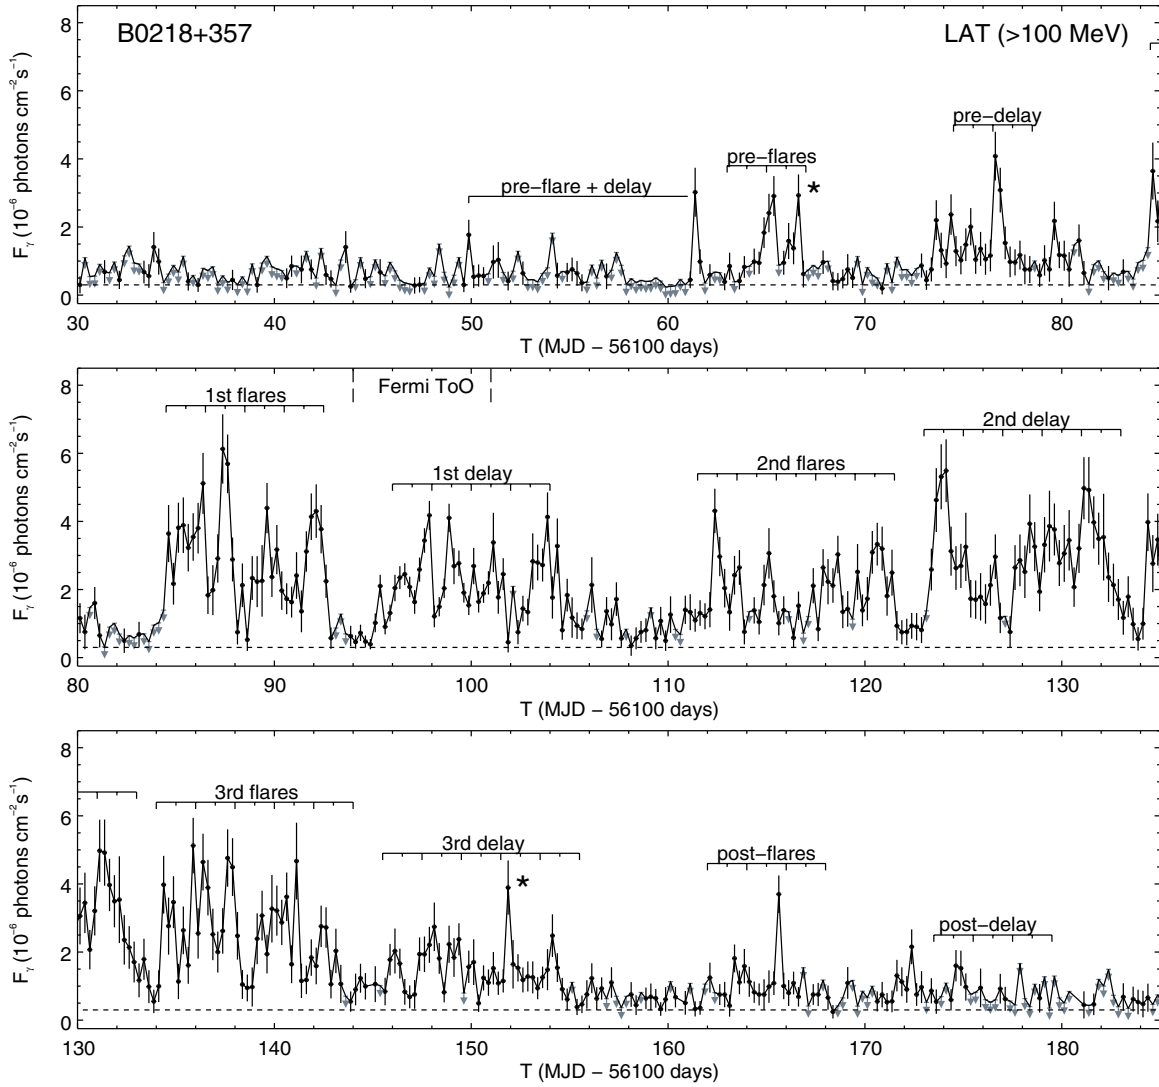 B0218+357
LAT (>100 MeV)
pre−flare + delay
pre−flares
*
pre−delay
Fγ (10⁻⁶ photons cm⁻² s⁻¹)
8
6
4
2
0
30 40 50 60 70 80
T (MJD − 56100 days)
1st flares
Fermi ToO
1st delay
2nd flares
2nd delay
Fγ (10⁻⁶ photons cm⁻² s⁻¹)
8
6
4
2
0
80 90 100 110 120 130
T (MJD − 56100 days)
3rd flares
3rd delay
*
post−flares
post−delay
Fγ (10⁻⁶ photons cm⁻² s⁻¹)
8
6
4
2
0
130 140 150 160 170 180
T (MJD − 56100 days)